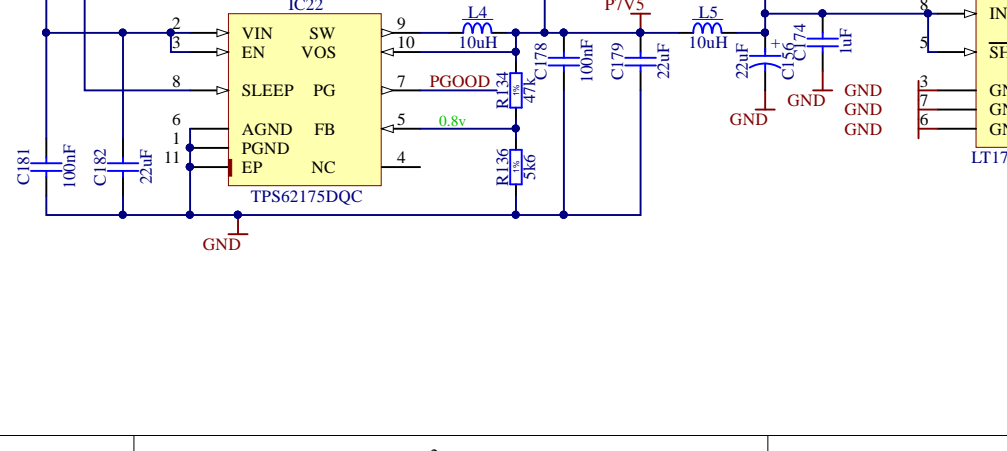 IC22
P7V5
L4
L5
10uH
10uH
2
VIN
SW
9
3
EN
VOS
10
8
SLEEP
PG
7
PGOOD
6
AGND
FB
5
0.8v
1
PGND
11
EP
NC
4
TPS62175DQC
C181
100nF
C182
22uF
R134
1%
47k
R136
1%
5k6
C178
100nF
C179
22uF
22uF
+
C156
C174
1uF
GND
GND
GND
GND
GND
GND
8
IN
5
3
7
6
LT17